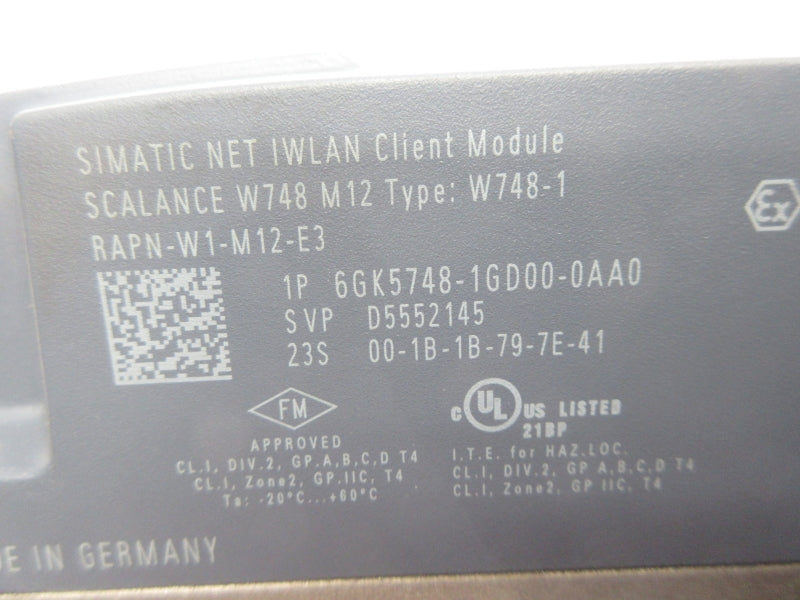 SIMATIC NET IWLAN Client Module
SCALANCE W748 M12 Type: W748-1
RAPN-W1-M12-E3
Ex
1P 6GK5748-1GD00-0AA0
SVP D5552145
23S 00-1B-1B-79-7E-41
FM
APPROVED
CL.I, DIV.2, GP.A,B,C,D T4
CL.I, Zone2, GP.IIC, T4
Ta: -20°C...+60°C
c UL US LISTED
21BP
I.T.E. for HAZ.LOC.
CL.I, DIV.2, GP A,B,C,D T4
CL.I, Zone2, GP IIC, T4
DE IN GERMANY